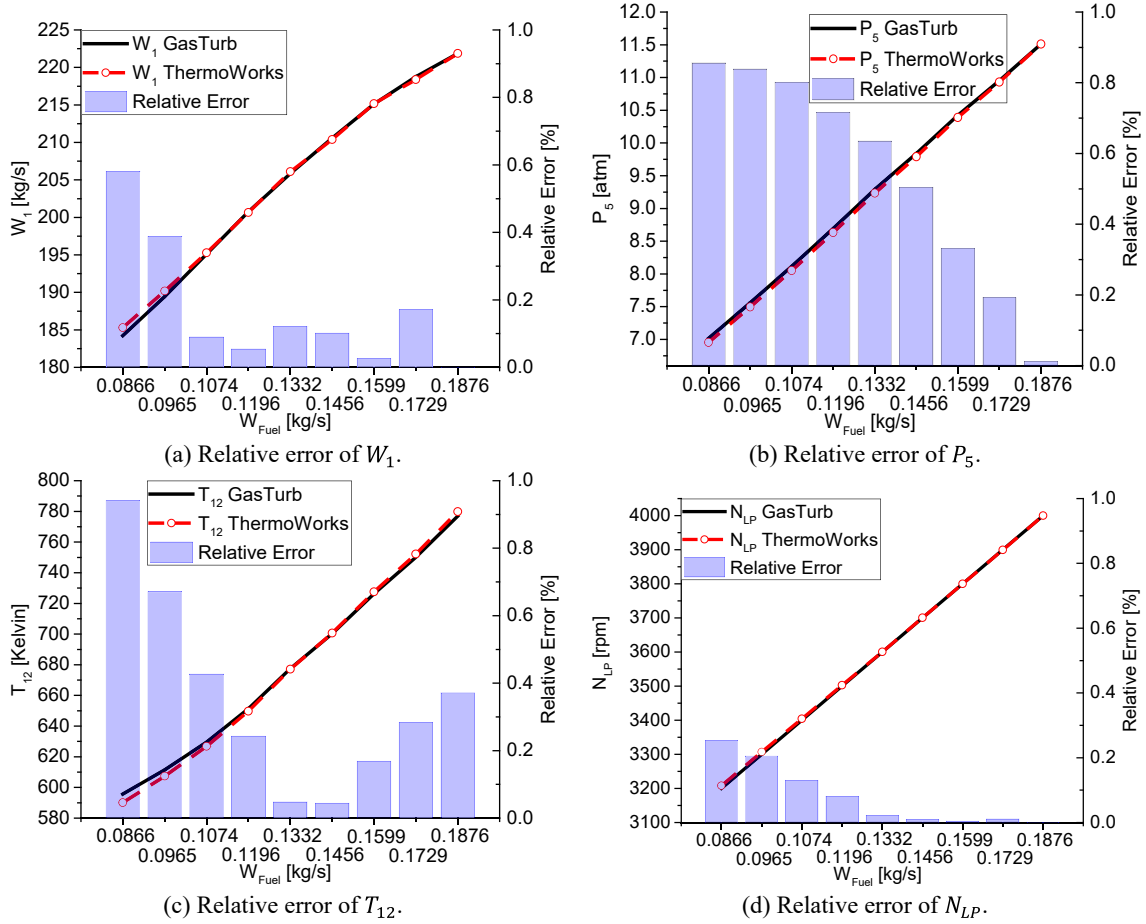 225
220
215
210
205
200
195
190
185
180
W1 [kg/s]
W1 GasTurb
W1 ThermoWorks
Relative Error
1.0
0.8
0.6
0.4
0.2
0.0
Relative Error [%]
0.0866 0.1074 0.1332 0.1599 0.1876
0.0965 0.1196 0.1456 0.1729
WFuel [kg/s]
(a) Relative error of W1.
12.0
11.5
11.0
10.5
10.0
9.5
9.0
8.5
8.0
7.5
7.0
P5 [atm]
P5 GasTurb
P5 ThermoWorks
Relative Error
1.0
0.8
0.6
0.4
0.2
0.0
Relative Error [%]
0.0866 0.1074 0.1332 0.1599 0.1876
0.0965 0.1196 0.1456 0.1729
WFuel [kg/s]
(b) Relative error of P5.
800
780
760
740
720
700
680
660
640
620
600
580
T12 [Kelvin]
T12 GasTurb
T12 ThermoWorks
Relative Error
1.0
0.8
0.6
0.4
0.2
0.0
Relative Error [%]
0.0866 0.1074 0.1332 0.1599 0.1876
0.0965 0.1196 0.1456 0.1729
WFuel [kg/s]
(c) Relative error of T12.
4000
3900
3800
3700
3600
3500
3400
3300
3200
3100
NLP [rpm]
NLP GasTurb
NLP ThermoWorks
Relative Error
1.0
0.8
0.6
0.4
0.2
0.0
Relative Error [%]
0.0866 0.1074 0.1332 0.1599 0.1876
0.0965 0.1196 0.1456 0.1729
WFuel [kg/s]
(d) Relative error of NLP.